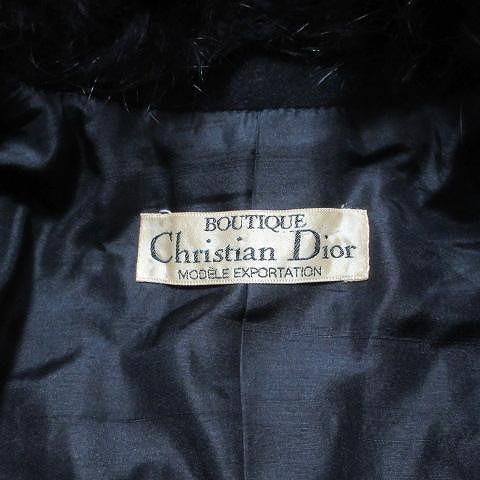 BOUTIQUE
Christian Dior
MODÈLE EXPORTATION